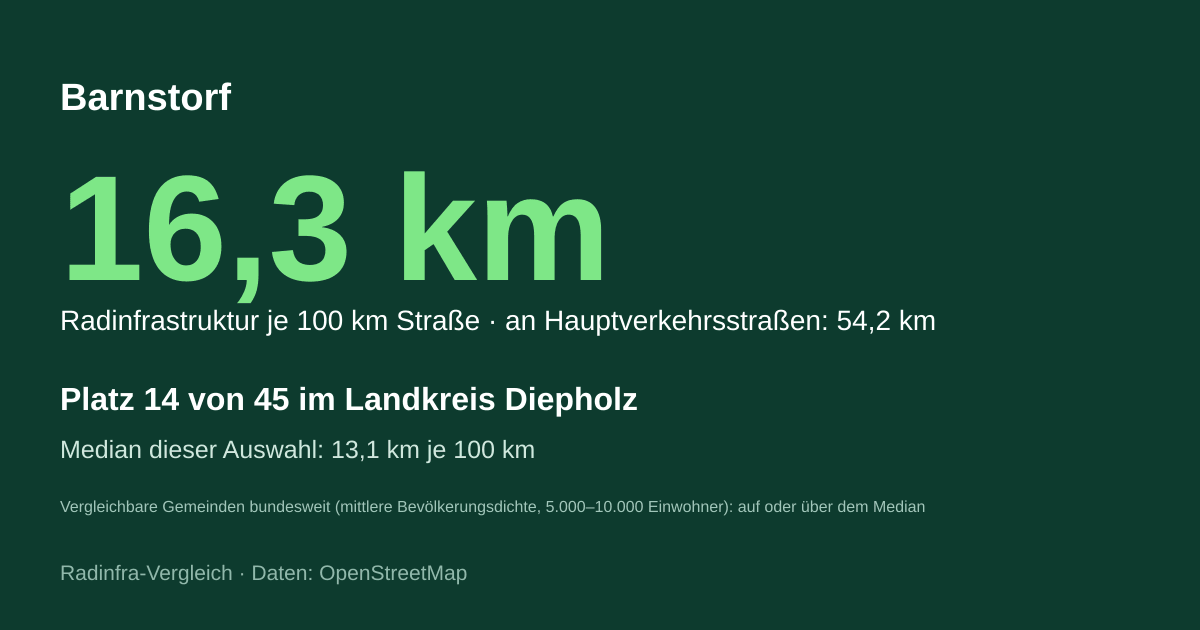 Barnstorf
16,3 km
Radinfrastruktur je 100 km Straße · an Hauptverkehrsstraßen: 54,2 km
Platz 14 von 45 im Landkreis Diepholz
Median dieser Auswahl: 13,1 km je 100 km
Vergleichbare Gemeinden bundesweit (mittlere Bevölkerungsdichte, 5.000–10.000 Einwohner): auf oder über dem Median
Radinfra-Vergleich · Daten: OpenStreetMap